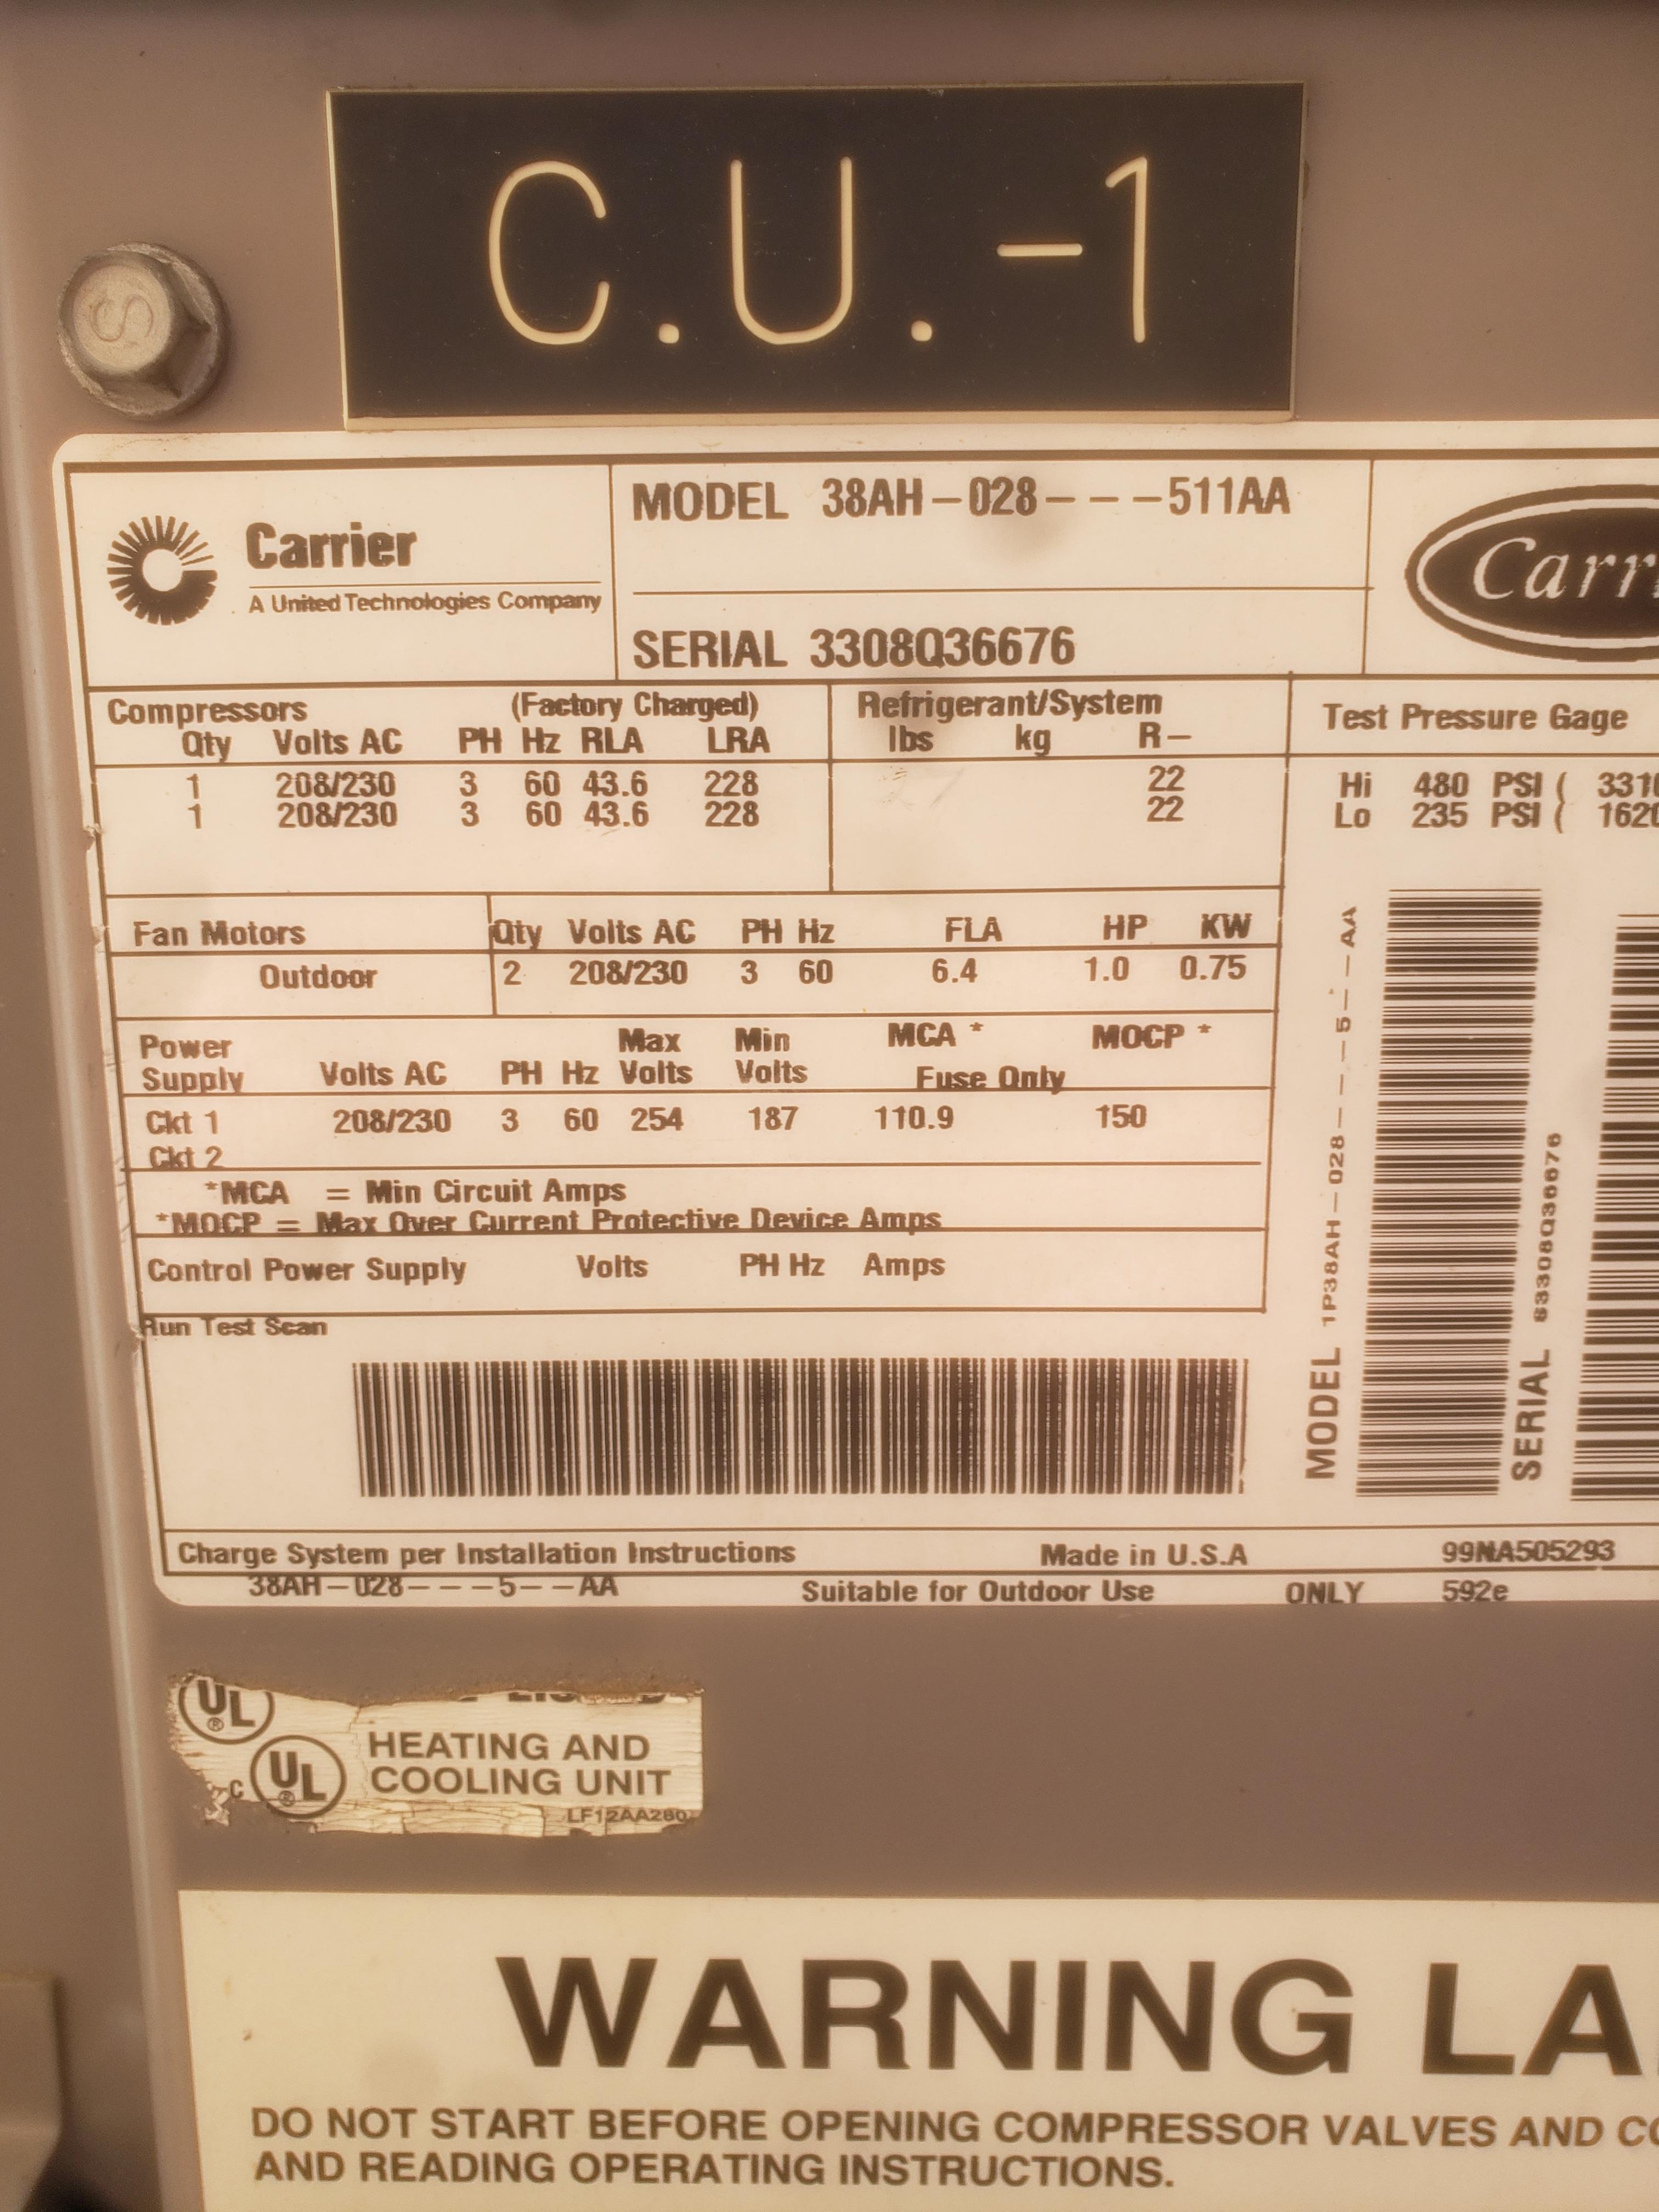 C.U.-1
S
Carrier
A United Technologies Company
MODEL 38AH-028- - -511AA
SERIAL 3308Q36676
Compressors (Factory Charged) Refrigerant/System Test Pressure Gage
Qty Volts AC PH Hz RLA LRA lbs kg R-
1 208/230 3 60 43.6 228 22 Hi 480 PSI (
1 208/230 3 60 43.6 228 22 Lo 235 PSI (
Fan Motors Qty Volts AC PH Hz FLA HP KW
Outdoor 2 208/230 3 60 6.4 1.0 0.75
Power Supply Volts AC PH Hz Max Volts Min Volts MCA * MOCP *
Fuse Only
Ckt 1 208/230 3 60 254 187 110.9 150
Ckt 2
*MCA = Min Circuit Amps
*MOCP = Max Over Current Protective Device Amps
Control Power Supply Volts PH Hz Amps
Run Test Scan
MODEL 1P38AH-028- - - -5- - -AA
SERIAL S3308Q36676
Charge System per Installation Instructions Made in U.S.A 99NA505293
38AH-028- - -5- -AA Suitable for Outdoor Use ONLY 592e
UL ®
C UL ®
HEATING AND
COOLING UNIT
LF12AA280
WARNING
DO NOT START BEFORE OPENING COMPRESSOR VALVES AND
AND READING OPERATING INSTRUCTIONS.